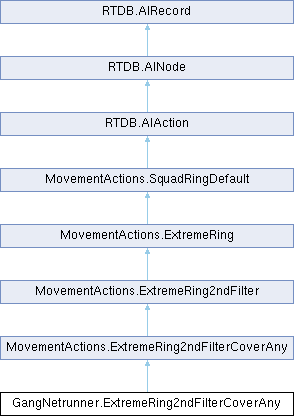 RTDB.AIRecord
RTDB.AINode
RTDB.AIAction
MovementActions.SquadRingDefault
MovementActions.ExtremeRing
MovementActions.ExtremeRing2ndFilter
MovementActions.ExtremeRing2ndFilterCoverAny
GangNetrunner.ExtremeRing2ndFilterCoverAny